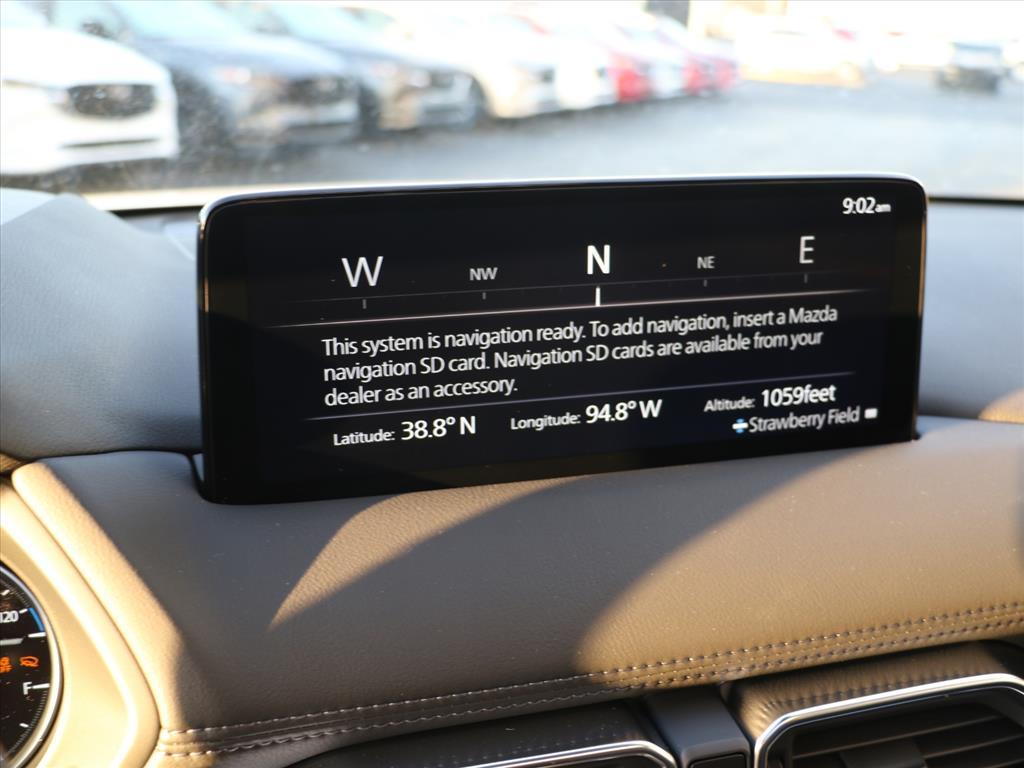 9:02am
W NW N NE E
This system is navigation ready. To add navigation, insert a Mazda
navigation SD card. Navigation SD cards are available from your
dealer as an accessory.
Latitude: 38.8° N Longitude: 94.8° W Altitude: 1059feet
Strawberry Field
120
F